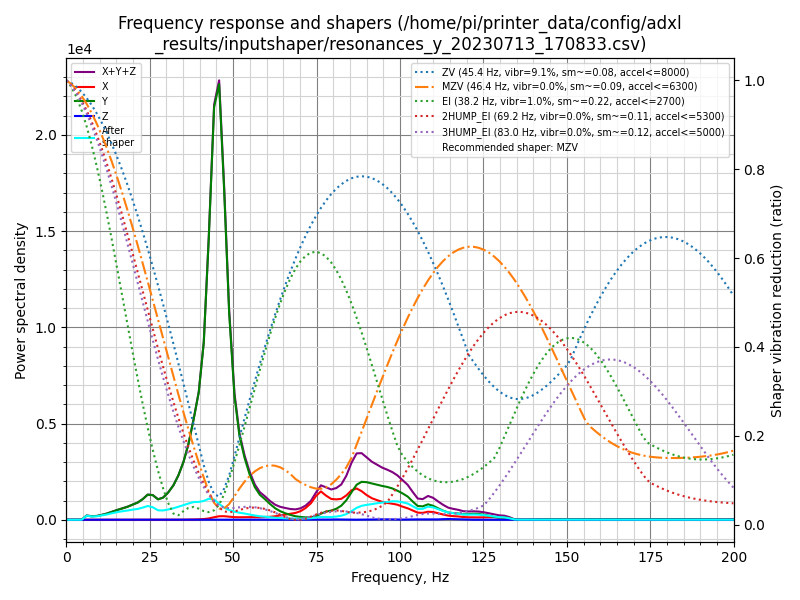 Frequency response and shapers (/home/pi/printer_data/config/adxl
_results/inputshaper/resonances_y_20230713_170833.csv)
1e4
X+Y+Z
X
Y
Z
After
shaper
ZV (45.4 Hz, vibr=9.1%, sm~=0.08, accel<=8000)
MZV (46.4 Hz, vibr=0.0%, sm~=0.09, accel<=6300)
EI (38.2 Hz, vibr=1.0%, sm~=0.22, accel<=2700)
2HUMP_EI (69.2 Hz, vibr=0.0%, sm~=0.11, accel<=5300)
3HUMP_EI (83.0 Hz, vibr=0.0%, sm~=0.12, accel<=5000)
Recommended shaper: MZV
Power spectral density
2.0
1.5
1.0
0.5
0.0
1.0
0.8
0.6
0.4
0.2
0.0
Shaper vibration reduction (ratio)
0 25 50 75 100 125 150 175 200
Frequency, Hz